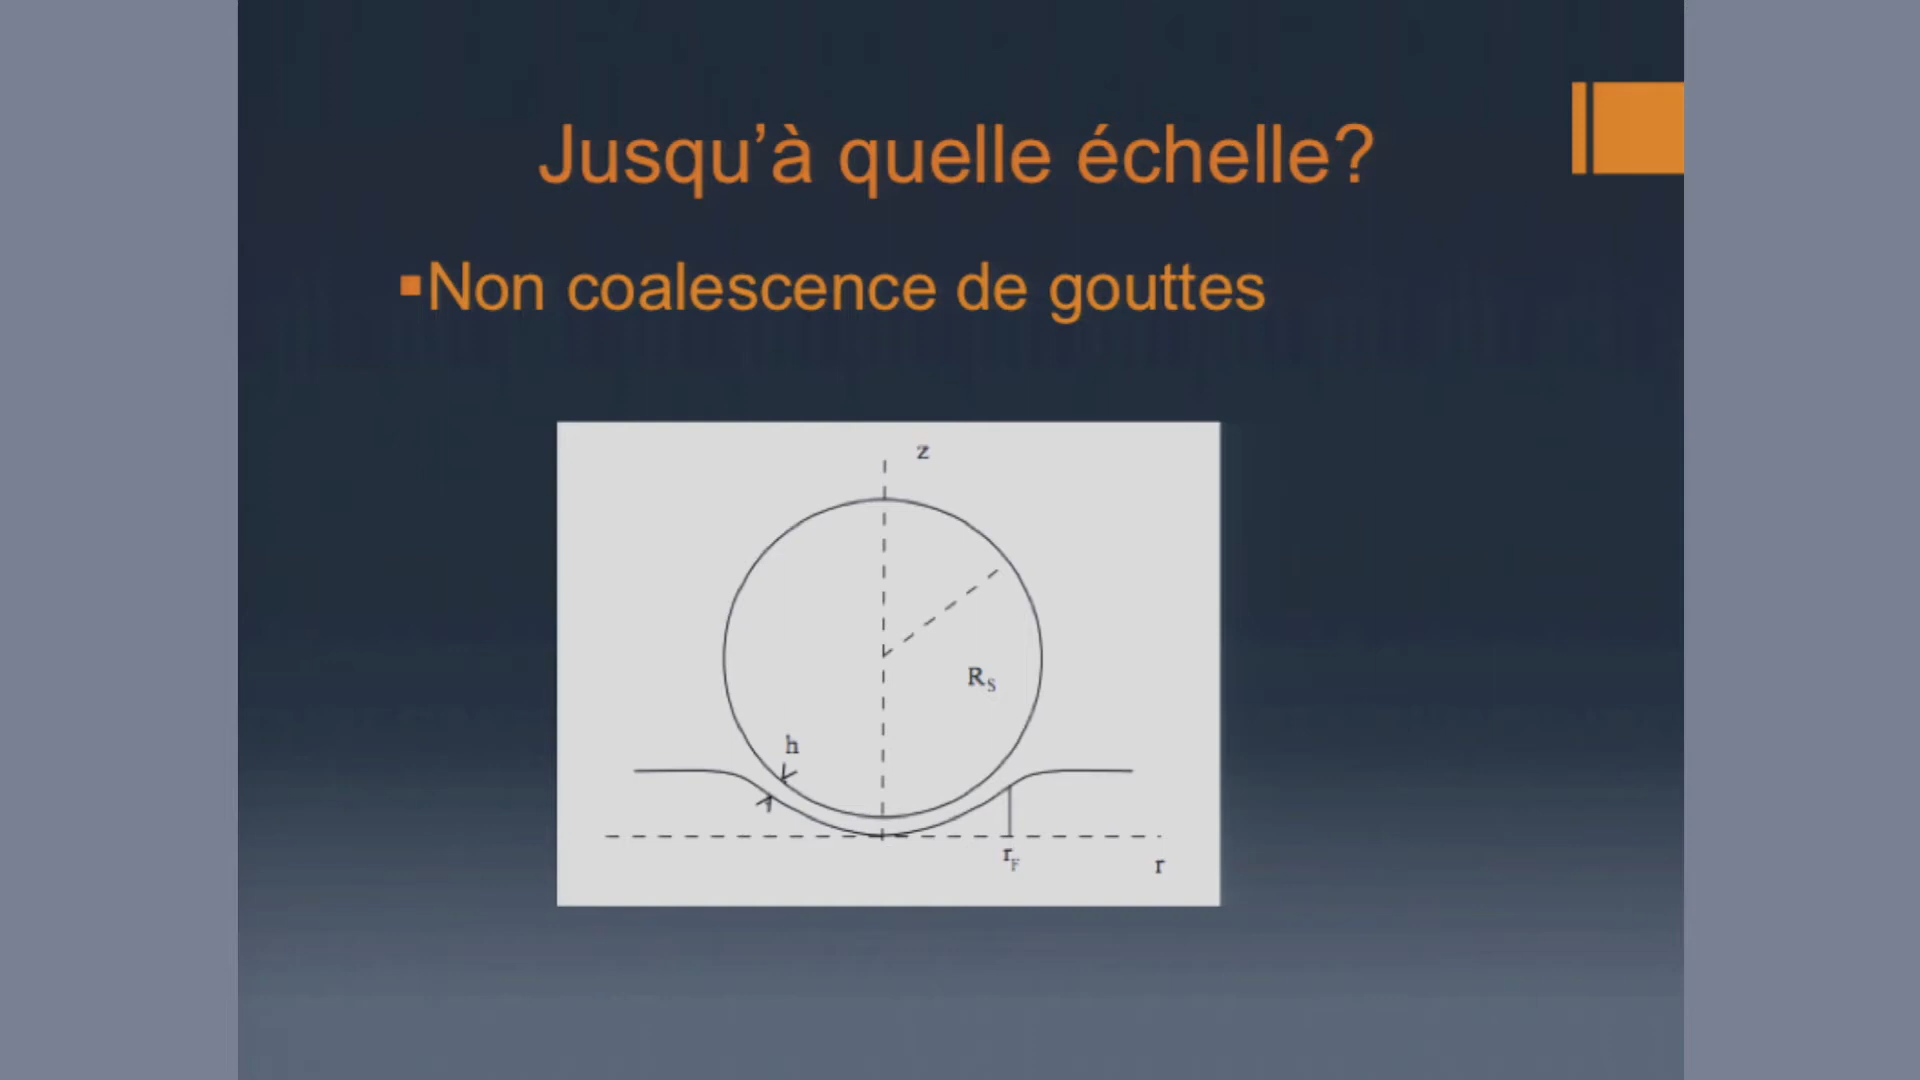 Jusqu’à quelle échelle?
▪Non coalescence de gouttes
z
R_S
h
r_F
r